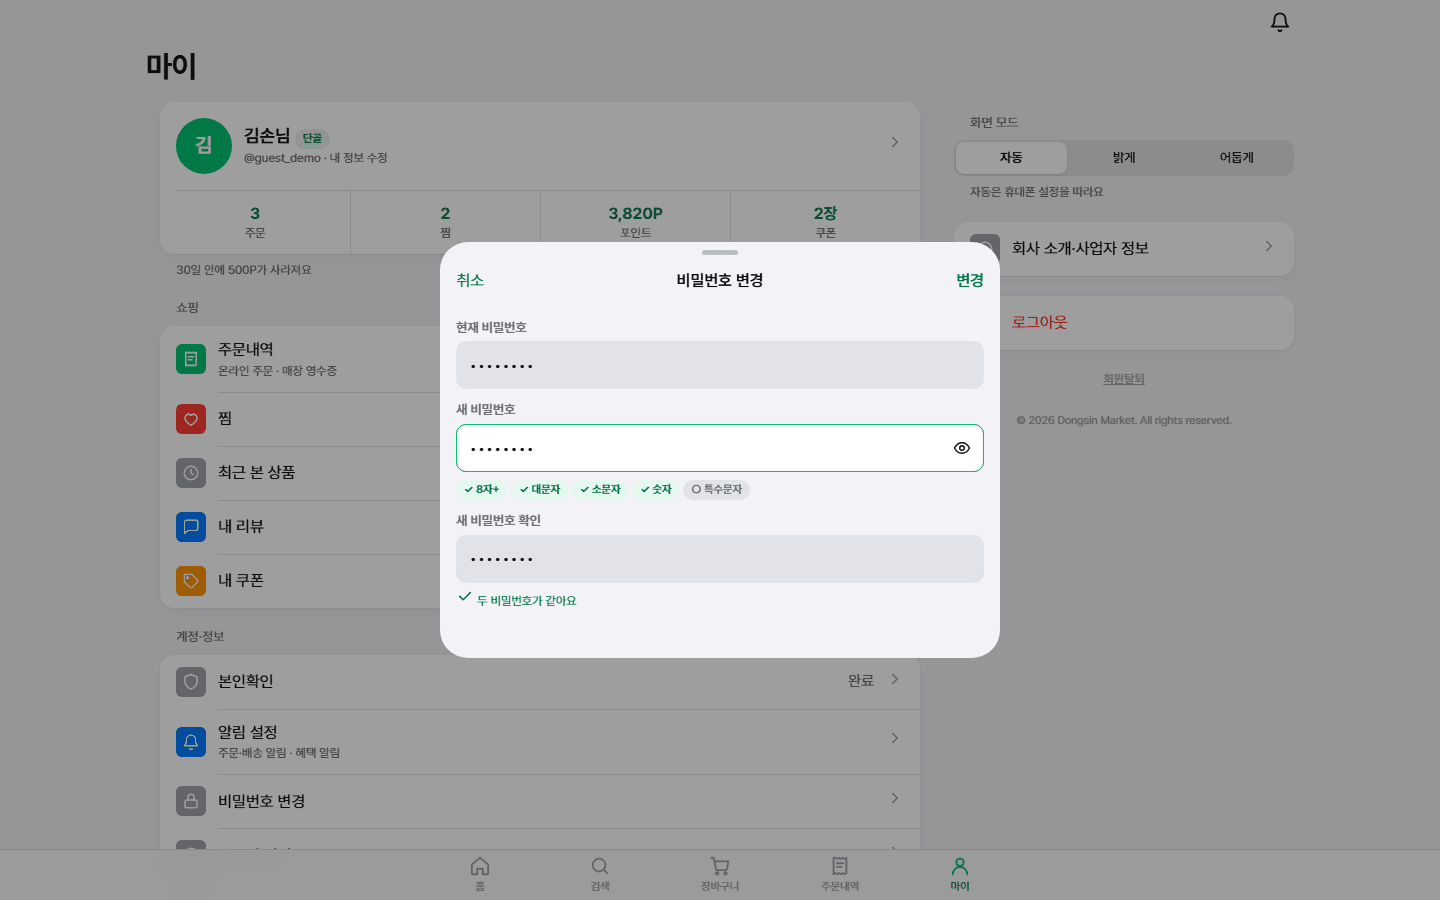 마이
김
김손님 단골
@guest_demo · 내 정보 수정
3
주문
2
찜
3,820P
포인트
2장
쿠폰
30일 안에 500P가 사라져요
쇼핑
주문내역
온라인 주문 · 매장 영수증
찜
최근 본 상품
내 리뷰
내 쿠폰
계정·정보
본인확인
완료
알림 설정
주문·배송 알림 · 혜택 알림
비밀번호 변경
화면 모드
자동
밝게
어둡게
자동은 휴대폰 설정을 따라요
회사 소개·사업자 정보
로그아웃
회원탈퇴
© 2026 Dongsin Market. All rights reserved.
취소
비밀번호 변경
변경
현재 비밀번호
••••••••
새 비밀번호
••••••••
8자+
대문자
소문자
숫자
특수문자
새 비밀번호 확인
••••••••
두 비밀번호가 같아요
홈
검색
장바구니
주문내역
마이